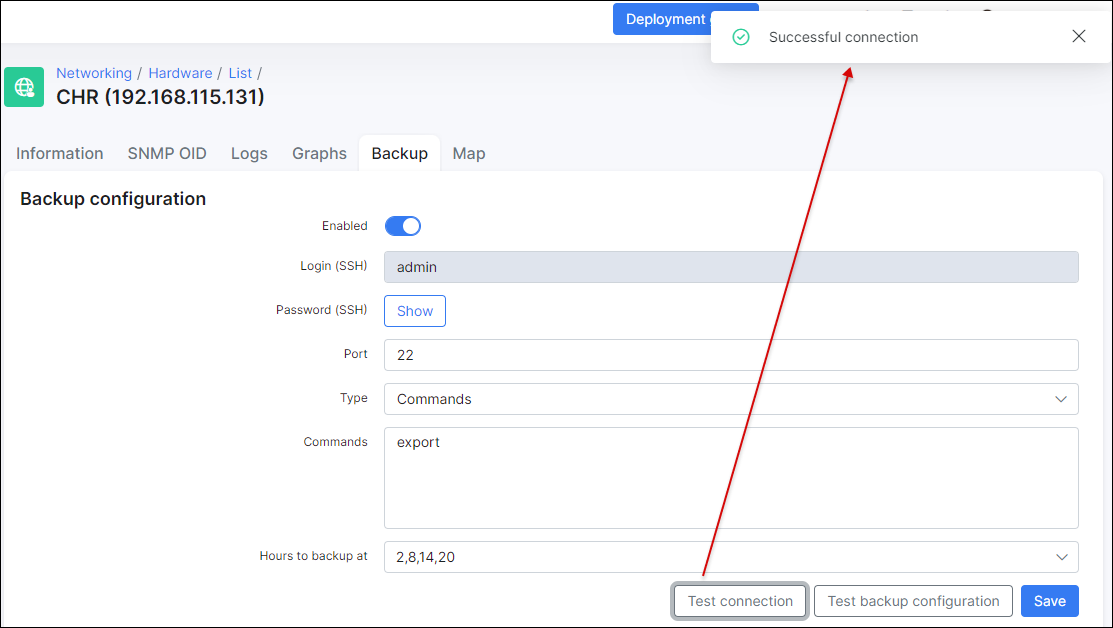 Deployment
Successful connection
Networking / Hardware / List /
CHR (192.168.115.131)
Information SNMP OID Logs Graphs Backup Map
Backup configuration
Enabled
Login (SSH) admin
Password (SSH) Show
Port 22
Type Commands
Commands export
Hours to backup at 2,8,14,20
Test connection Test backup configuration Save